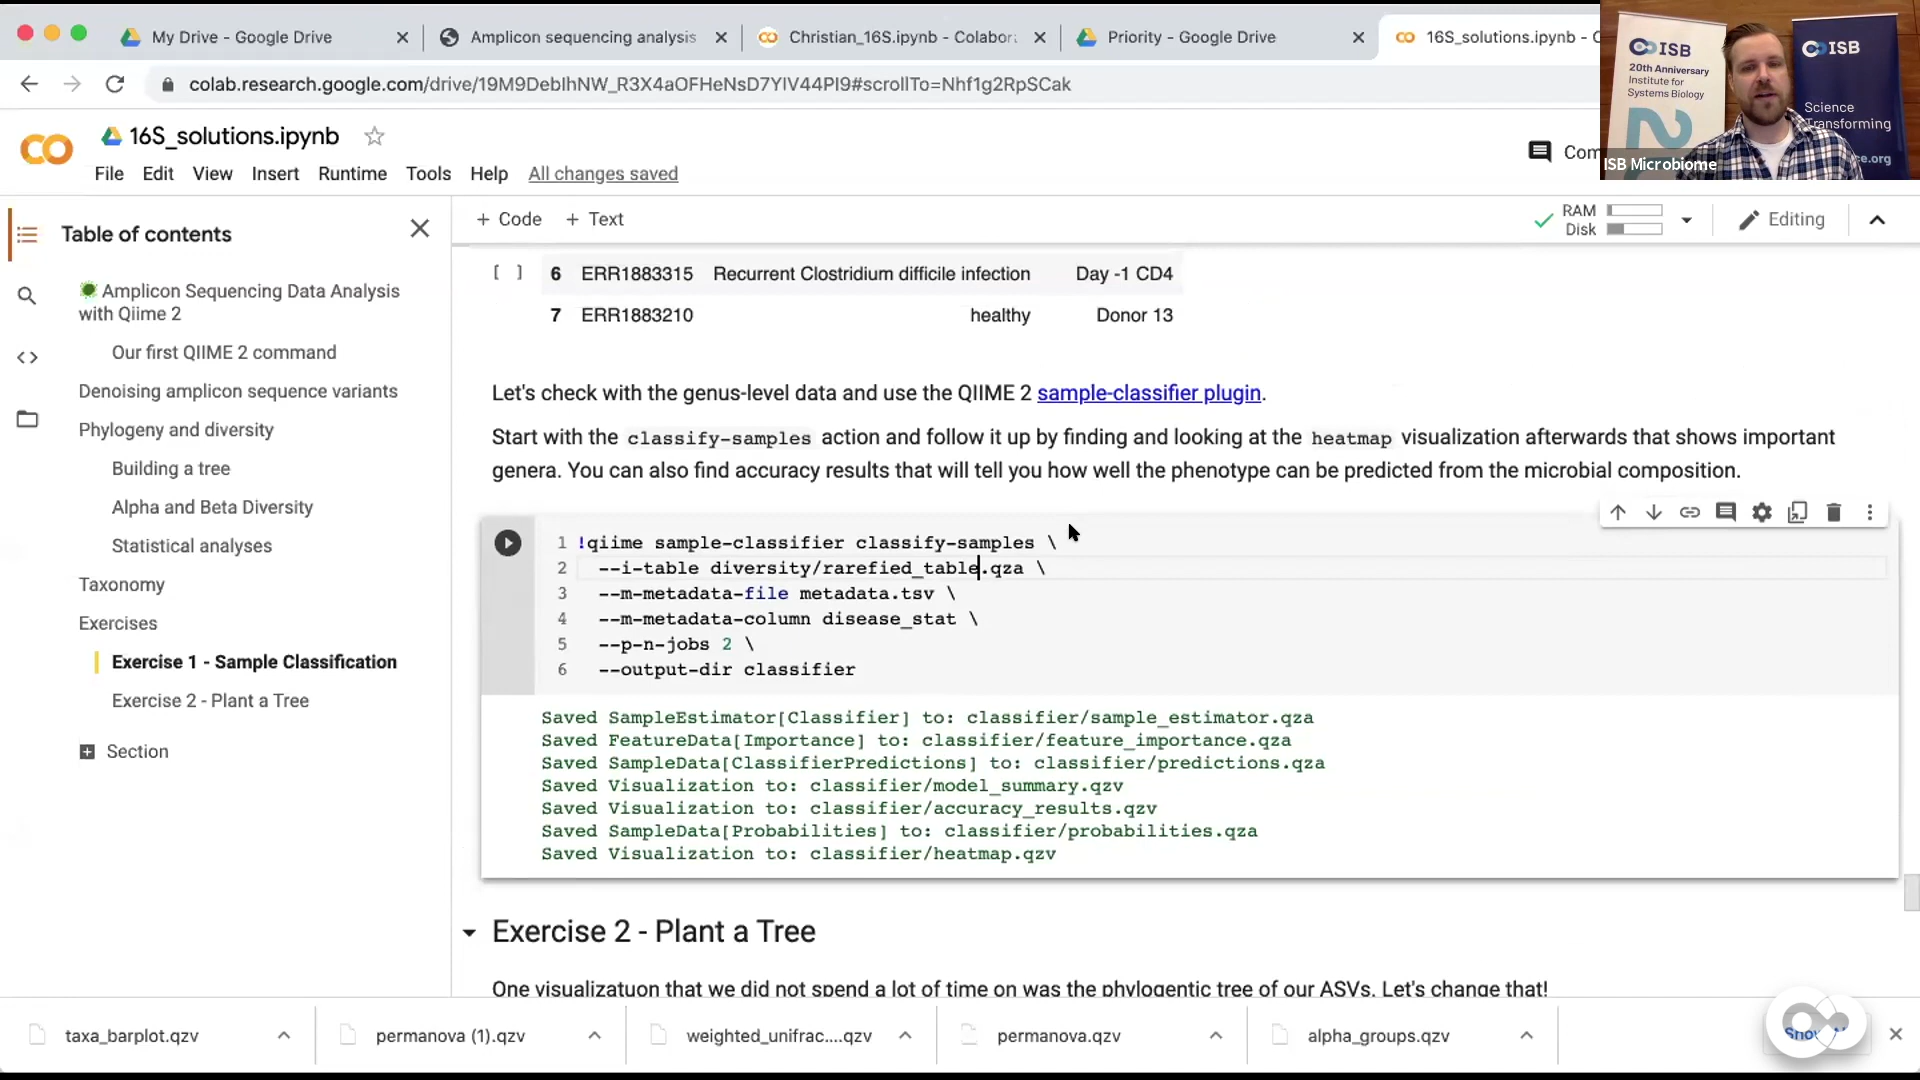 My Drive - Google Drive
Amplicon sequencing analysis
Christian_16S.ipynb - Colabor
Priority - Google Drive
16S_solutions.ipynb - C
colab.research.google.com/drive/19M9DebIhNW_R3X4aOFHeNsD7YIV44PI9#scrollTo=Nhf1g2RpSCak
ISB
20th Anniversary
Institute for
Systems Biology
ISB
Science
Transforming
e.org
ISB Microbiome
16S_solutions.ipynb
File Edit View Insert Runtime Tools Help All changes saved
Com
Table of contents
+ Code + Text
RAM
Disk
Editing
Amplicon Sequencing Data Analysis
with Qiime 2
Our first QIIME 2 command
Denoising amplicon sequence variants
Phylogeny and diversity
Building a tree
Alpha and Beta Diversity
Statistical analyses
Taxonomy
Exercises
Exercise 1 - Sample Classification
Exercise 2 - Plant a Tree
Section
[ ] 6 ERR1883315 Recurrent Clostridium difficile infection Day -1 CD4
7 ERR1883210 healthy Donor 13
Let's check with the genus-level data and use the QIIME 2 sample-classifier plugin.
Start with the classify-samples action and follow it up by finding and looking at the heatmap visualization afterwards that shows important
genera. You can also find accuracy results that will tell you how well the phenotype can be predicted from the microbial composition.
1 !qiime sample-classifier classify-samples \
2 --i-table diversity/rarefied_table.qza \
3 --m-metadata-file metadata.tsv \
4 --m-metadata-column disease_stat \
5 --p-n-jobs 2 \
6 --output-dir classifier
Saved SampleEstimator[Classifier] to: classifier/sample_estimator.qza
Saved FeatureData[Importance] to: classifier/feature_importance.qza
Saved SampleData[ClassifierPredictions] to: classifier/predictions.qza
Saved Visualization to: classifier/model_summary.qzv
Saved Visualization to: classifier/accuracy_results.qzv
Saved SampleData[Probabilities] to: classifier/probabilities.qza
Saved Visualization to: classifier/heatmap.qzv
Exercise 2 - Plant a Tree
One visualizatuon that we did not spend a lot of time on was the phylogentic tree of our ASVs. Let's change that!
taxa_barplot.qzv
permanova (1).qzv
weighted_unifrac....qzv
permanova.qzv
alpha_groups.qzv